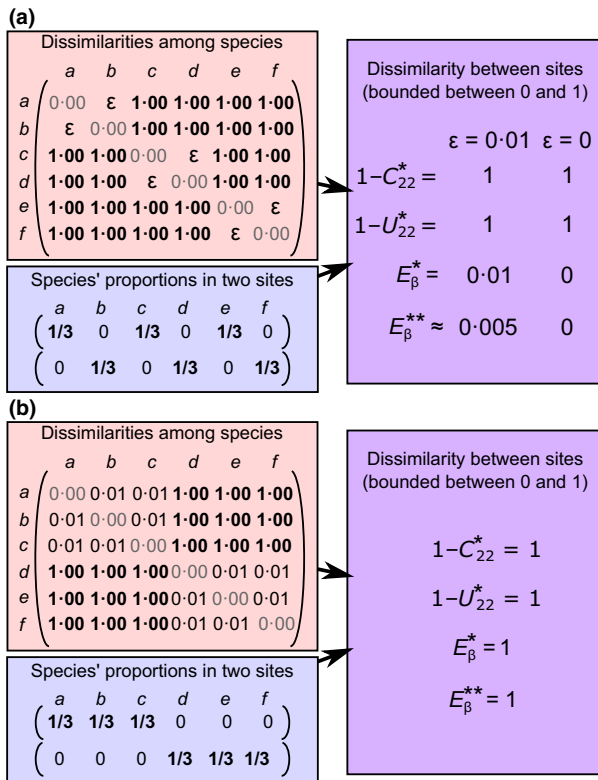 (a)
Dissimilarities among species
a b c d e f
a 0·00 ε 1·00 1·00 1·00 1·00
b ε 0·00 1·00 1·00 1·00 1·00
c 1·00 1·00 0·00 ε 1·00 1·00
d 1·00 1·00 ε 0·00 1·00 1·00
e 1·00 1·00 1·00 1·00 0·00 ε
f 1·00 1·00 1·00 1·00 ε 0·00
Species' proportions in two sites
a b c d e f
1/3 0 1/3 0 1/3 0
0 1/3 0 1/3 0 1/3
Dissimilarity between sites
(bounded between 0 and 1)
ε = 0·01 ε = 0
1−C*22 = 1 1
1−U*22 = 1 1
E*β = 0·01 0
E**β ≈ 0·005 0
(b)
Dissimilarities among species
a b c d e f
a 0·00 0·01 0·01 1·00 1·00 1·00
b 0·01 0·00 0·01 1·00 1·00 1·00
c 0·01 0·01 0·00 1·00 1·00 1·00
d 1·00 1·00 1·00 0·00 0·01 0·01
e 1·00 1·00 1·00 0·01 0·00 0·01
f 1·00 1·00 1·00 0·01 0·01 0·00
Species' proportions in two sites
a b c d e f
1/3 1/3 1/3 0 0 0
0 0 0 1/3 1/3 1/3
Dissimilarity between sites
(bounded between 0 and 1)
1−C*22 = 1
1−U*22 = 1
E*β = 1
E**β = 1